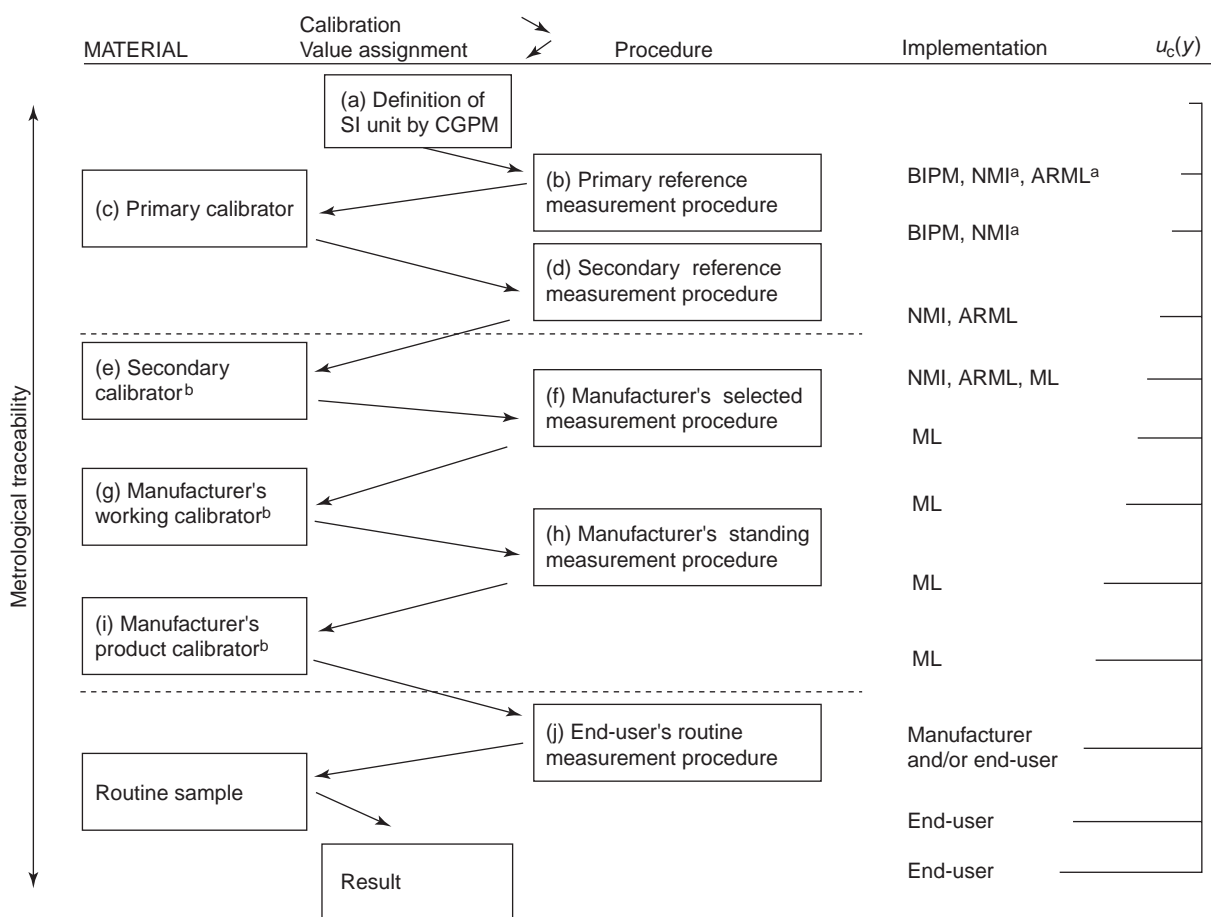 Calibration
MATERIAL Value assignment Procedure Implementation u_c(y)
(a) Definition of
SI unit by CGPM
(b) Primary reference
measurement procedure
BIPM, NMIᵃ, ARMLᵃ
(c) Primary calibrator
BIPM, NMIᵃ
(d) Secondary reference
measurement procedure
NMI, ARML
(e) Secondary
calibratorᵇ
NMI, ARML, ML
(f) Manufacturer's selected
measurement procedure
ML
(g) Manufacturer's
working calibratorᵇ
ML
(h) Manufacturer's standing
measurement procedure
ML
(i) Manufacturer's
product calibratorᵇ
ML
(j) End-user's routine
measurement procedure
Manufacturer
and/or end-user
Routine sample
End-user
Result
End-user
Metrological traceability